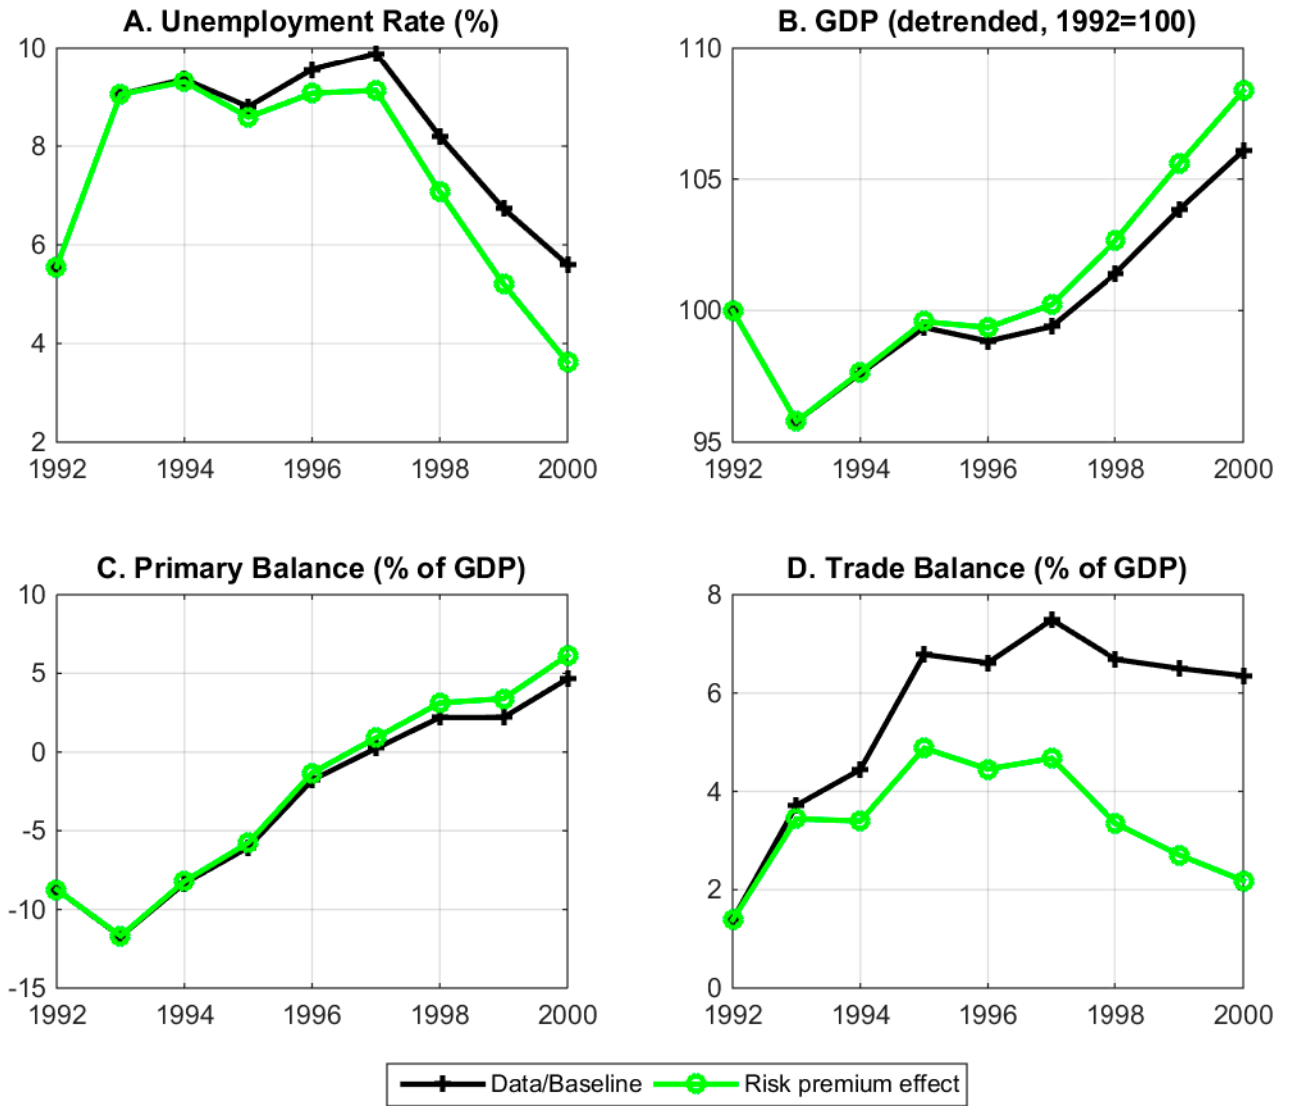 A. Unemployment Rate (%)
10
8
6
4
2
1992 1994 1996 1998 2000
B. GDP (detrended, 1992=100)
110
105
100
95
1992 1994 1996 1998 2000
C. Primary Balance (% of GDP)
10
5
0
-5
-10
-15
1992 1994 1996 1998 2000
D. Trade Balance (% of GDP)
8
6
4
2
0
1992 1994 1996 1998 2000
Data/Baseline Risk premium effect